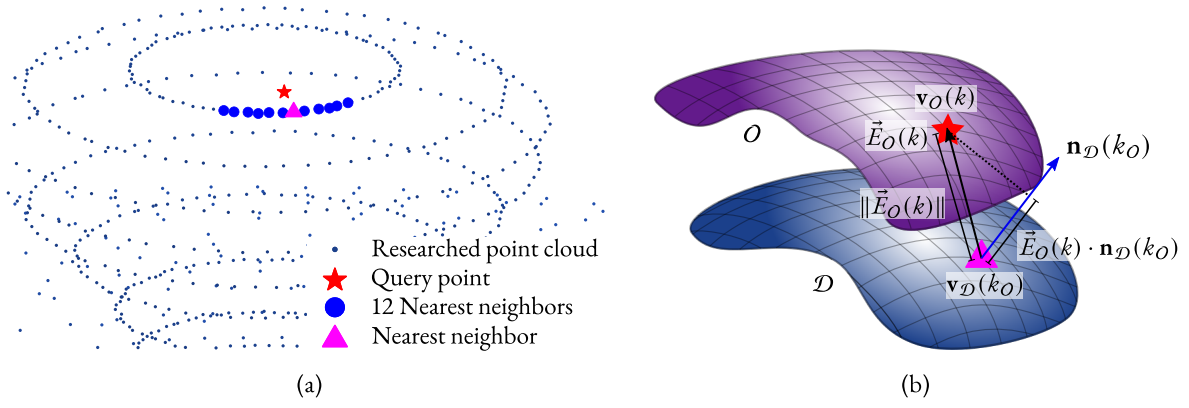 Researched point cloud
Query point
12 Nearest neighbors
Nearest neighbor
(a)
𝐯_𝑂(𝑘)
𝑂
𝐸⃗_𝑂(𝑘)
𝐧_𝒟(𝑘_𝑂)
‖𝐸⃗_𝑂(𝑘)‖
𝐸⃗_𝑂(𝑘) · 𝐧_𝒟(𝑘_𝑂)
𝒟
𝐯_𝒟(𝑘_𝑂)
(b)